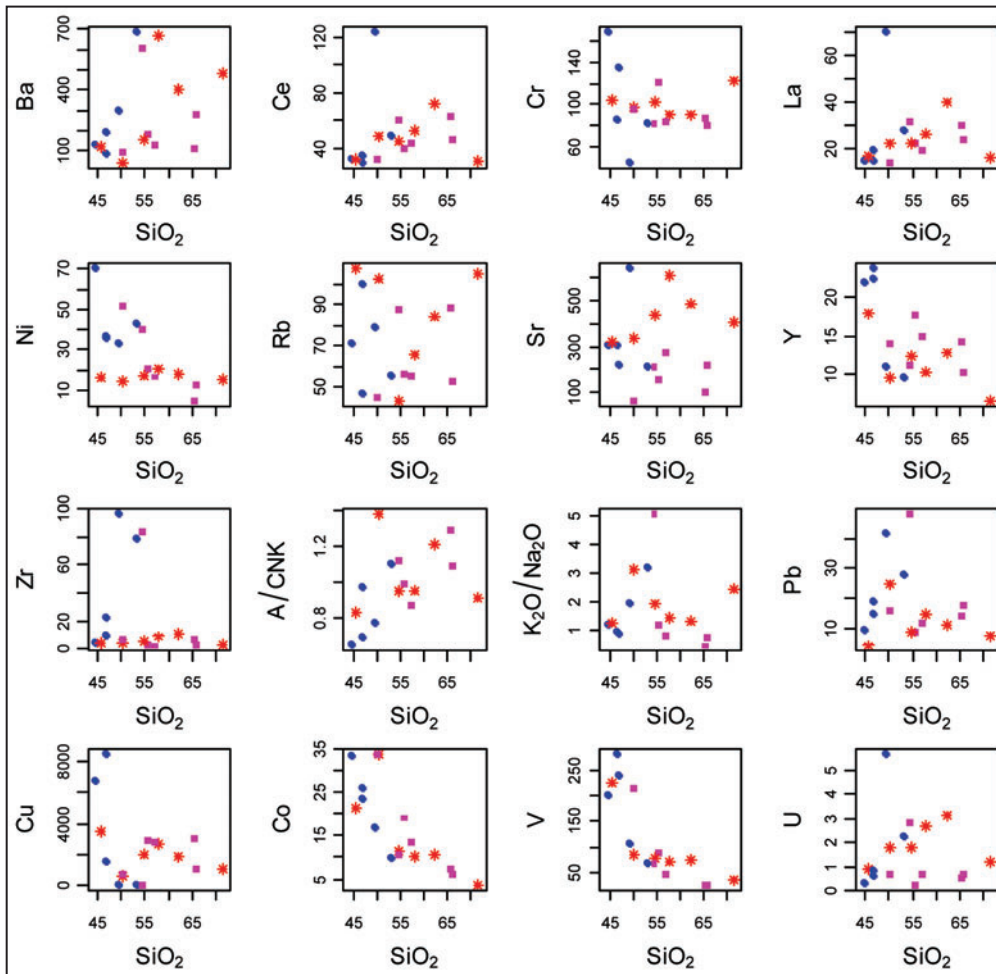 Ba
700
400
100
45 55 65
SiO₂
Ce
120
80
60
40
45 55 65
SiO₂
Cr
140
100
80
60
45 55 65
SiO₂
La
60
40
20
45 55 65
SiO₂
Ni
70
50
30
10
45 55 65
SiO₂
Rb
90
70
50
45 55 65
SiO₂
Sr
500
300
100
45 55 65
SiO₂
Y
20
15
10
45 55 65
SiO₂
Zr
100
60
20
0
45 55 65
SiO₂
A/CNK
1.2
0.8
45 55 65
SiO₂
K₂O/Na₂O
5
4
3
2
1
45 55 65
SiO₂
Pb
30
10
45 55 65
SiO₂
Cu
8000
4000
0
45 55 65
SiO₂
Co
35
25
15
5
45 55 65
SiO₂
V
250
150
50
45 55 65
SiO₂
U
5
4
3
2
1
0
45 55 65
SiO₂